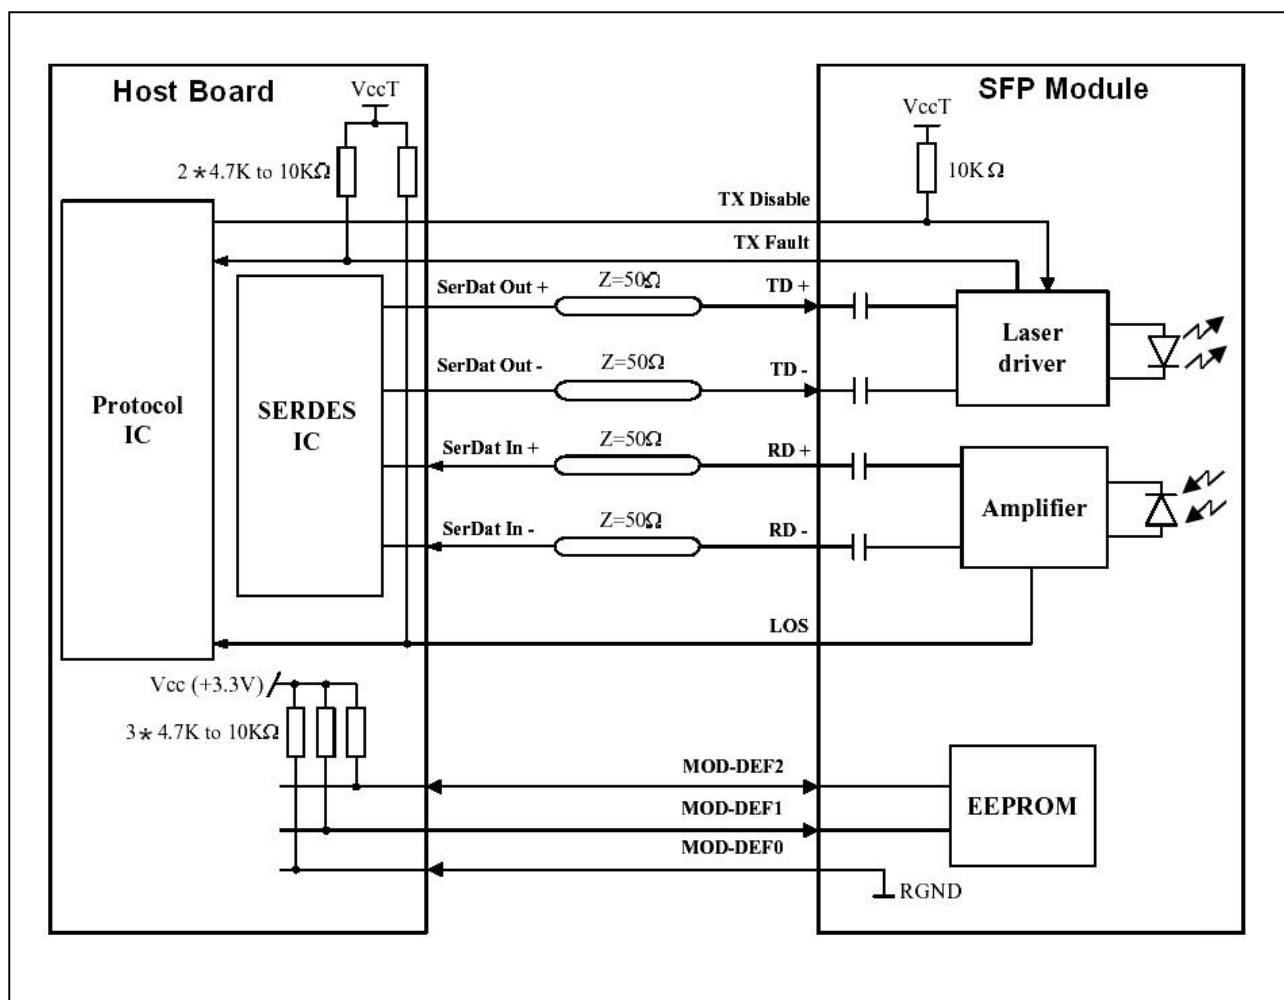 Host Board
SFP Module
VccT
VccT
2*4.7K to 10KΩ
10KΩ
TX Disable
TX Fault
SerDat Out +
Z=50Ω
TD +
Laser
driver
SerDat Out -
Z=50Ω
TD -
Protocol
IC
SERDES
IC
SerDat In +
Z=50Ω
RD +
Amplifier
SerDat In -
Z=50Ω
RD -
LOS
Vcc (+3.3V)
3*4.7K to 10KΩ
MOD-DEF2
EEPROM
MOD-DEF1
MOD-DEF0
RGND